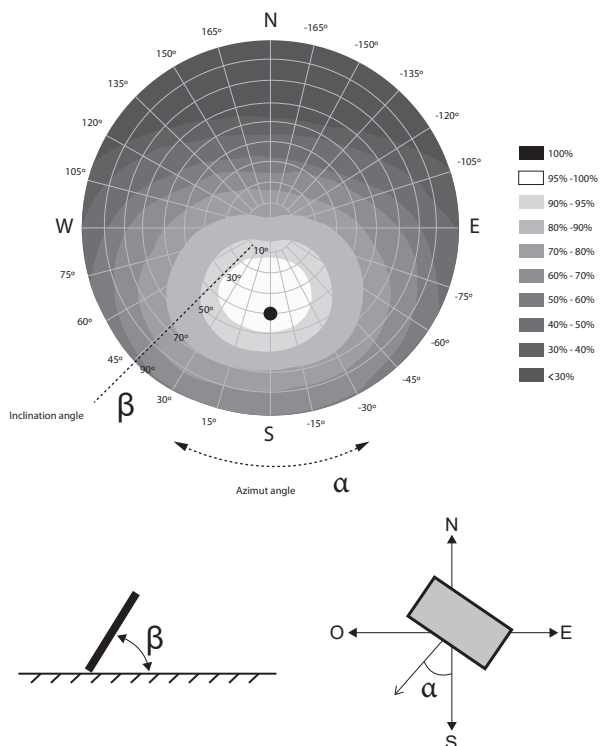 N
165º
-165º
150º
-150º
135º
-135º
120º
-120º
105º
-105º
W
E
75º
-75º
60º
-60º
45º
-45º
30º
-30º
15º
-15º
S
10º
30º
50º
70º
90º
Inclination angle
β
Azimut angle
α
100%
95% -100%
90% - 95%
80% -90%
70% - 80%
60% - 70%
50% - 60%
40% - 50%
30% - 40%
<30%
β
N
O
E
α
S